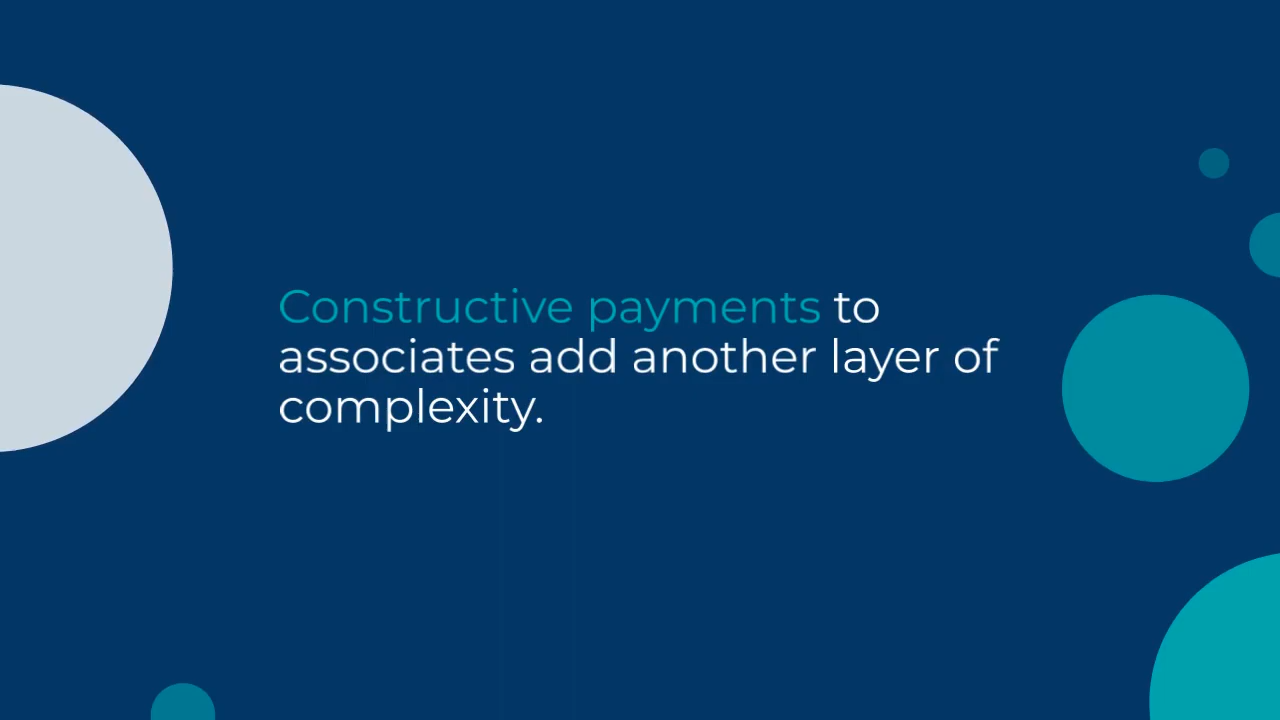 Constructive payments to
associates add another layer of
complexity.